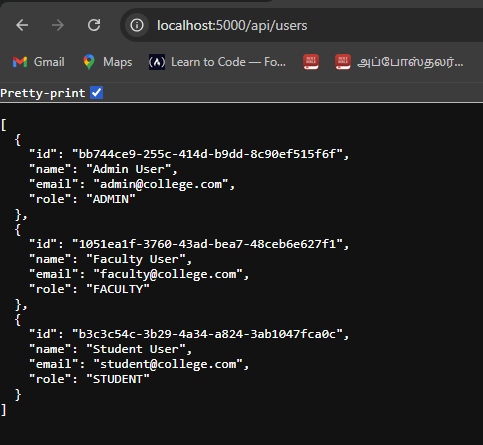 localhost:5000/api/users
Gmail Maps Learn to Code — Fo... அப்போஸ்தலர்...
Pretty-print
[
  {
    "id": "bb744ce9-255c-414d-b9dd-8c90ef515f6f",
    "name": "Admin User",
    "email": "admin@college.com",
    "role": "ADMIN"
  },
  {
    "id": "1051ea1f-3760-43ad-bea7-48ceb6e627f1",
    "name": "Faculty User",
    "email": "faculty@college.com",
    "role": "FACULTY"
  },
  {
    "id": "b3c3c54c-3b29-4a34-a824-3ab1047fca0c",
    "name": "Student User",
    "email": "student@college.com",
    "role": "STUDENT"
  }
]